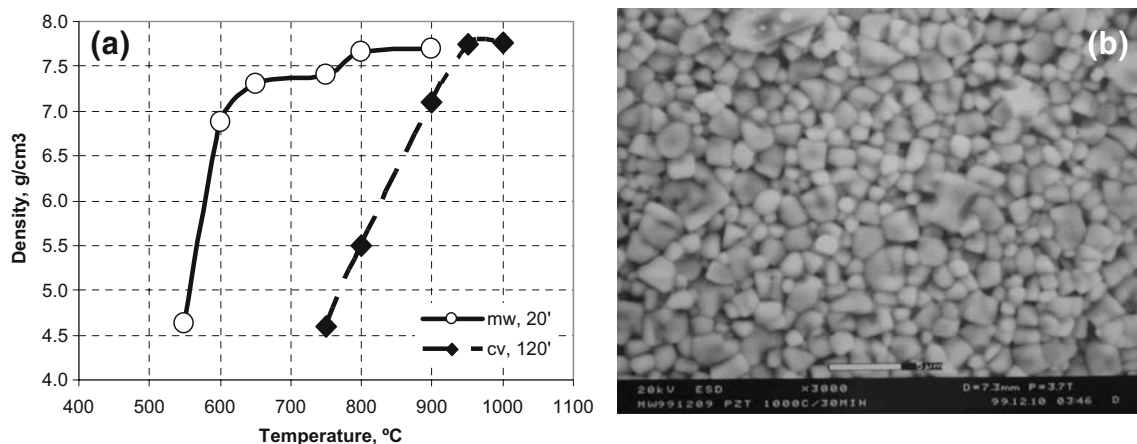 (a)
Density, g/cm3
8.0
7.5
7.0
6.5
6.0
5.5
5.0
4.5
4.0
mw, 20'
cv, 120'
400 500 600 700 800 900 1000 1100
Temperature, ºC
(b)
20kV ESD ×3000 D=7.3mm P=3.7T
MW991209 PZT 1000C/30MIN 99.12.10 03:46 D